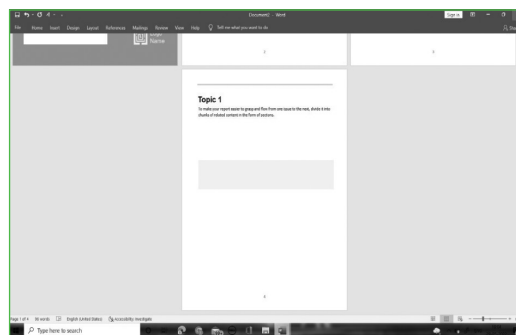 Document1 - Word
Sign in
File Home Insert Design Layout References Mailings Review View Help Tell me what you want to do
Name
Topic 1
To make your report easier to grasp and flow from one issue to the next, divide it into
chunks of related content in the form of sections.
Page 1 of 4 80 words English (United States) Accessibility: Investigate
Type here to search